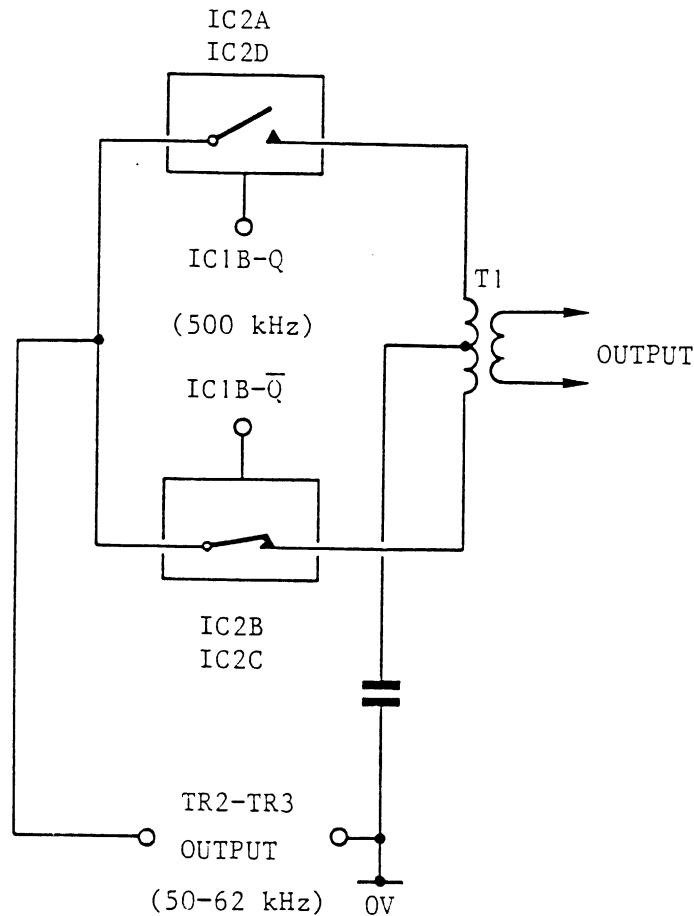 IC2A
IC2D
IC1B-Q
(500 kHz)
T1
OUTPUT
IC1B-Q̅
IC2B
IC2C
TR2-TR3
OUTPUT
(50-62 kHz)
0V